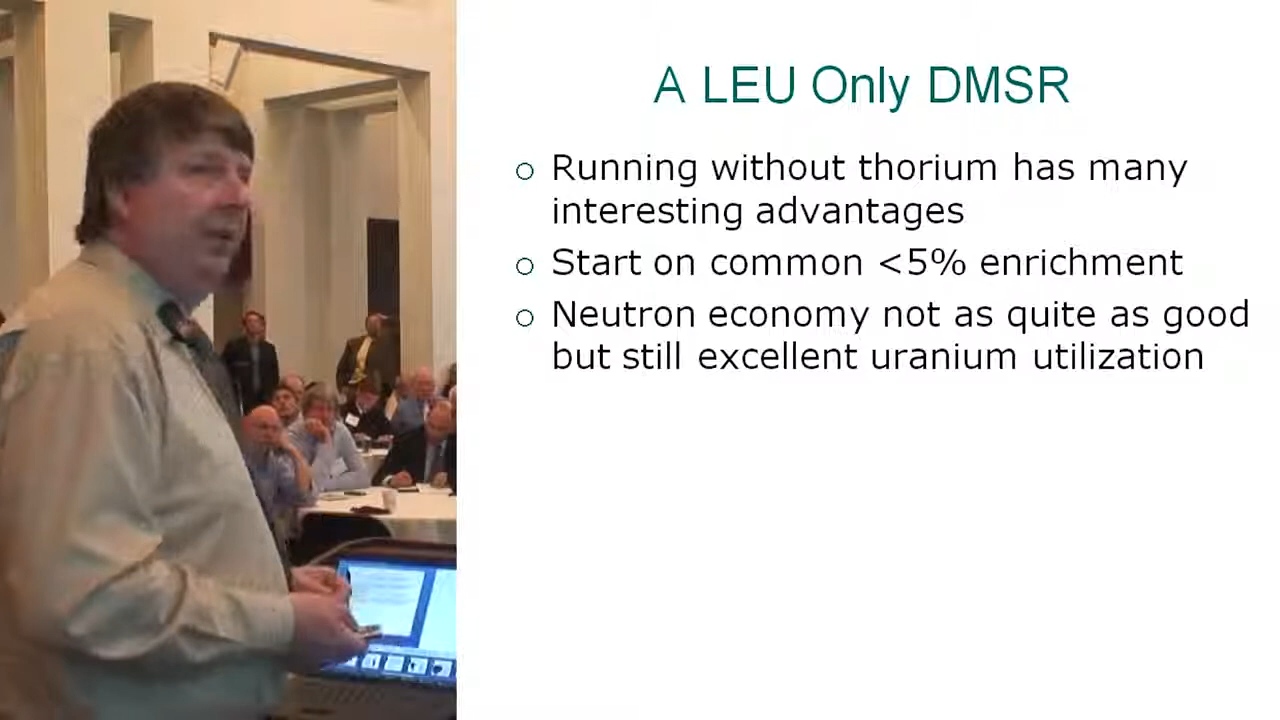 A LEU Only DMSR
○ Running without thorium has many
interesting advantages
○ Start on common <5% enrichment
○ Neutron economy not as quite as good
but still excellent uranium utilization